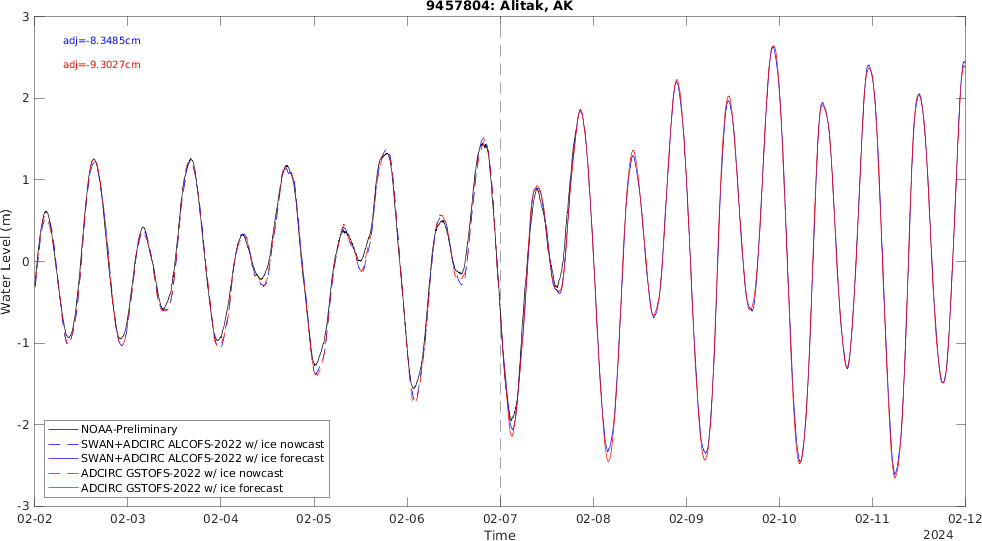 9457804: Alitak, AK
adj=-8.3485cm
adj=-9.3027cm
3
2
1
0
-1
-2
-3
Water Level (m)
NOAA-Preliminary
SWAN+ADCIRC ALCOFS-2022 w/ ice nowcast
SWAN+ADCIRC ALCOFS-2022 w/ ice forecast
ADCIRC GSTOFS-2022 w/ ice nowcast
ADCIRC GSTOFS-2022 w/ ice forecast
02-02 02-03 02-04 02-05 02-06 02-07 02-08 02-09 02-10 02-11 02-12
Time
2024